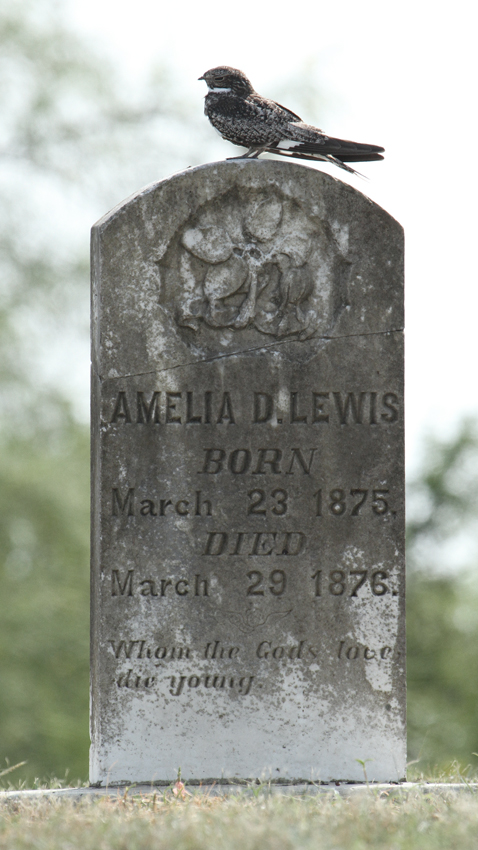 AMELIA D. LEWIS
BORN
March 23 1875.
DIED
March 29 1876.
Whom the Gods love
die young.